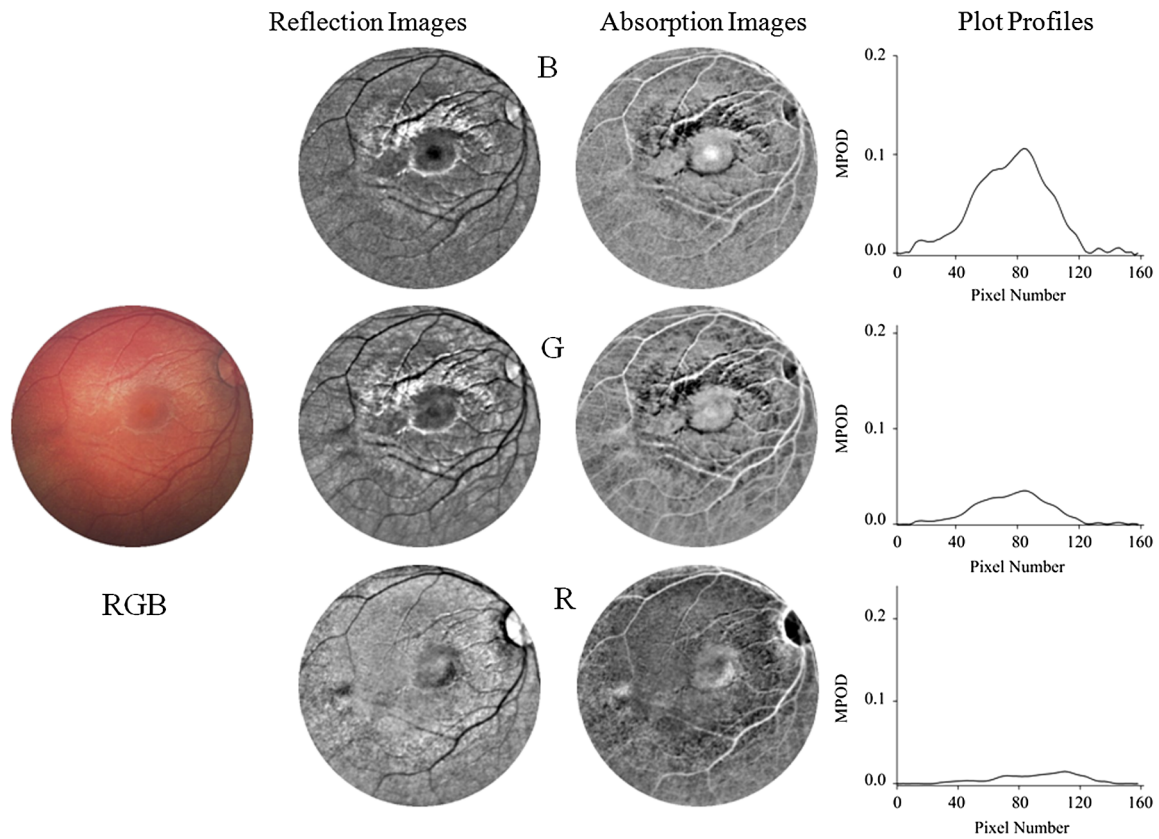 Reflection Images
Absorption Images
Plot Profiles
B
0.2
0.1
0.0
MPOD
0 40 80 120 160
Pixel Number
G
0.2
0.1
0.0
MPOD
0 40 80 120 160
Pixel Number
RGB
R
0.2
0.1
0.0
MPOD
0 40 80 120 160
Pixel Number